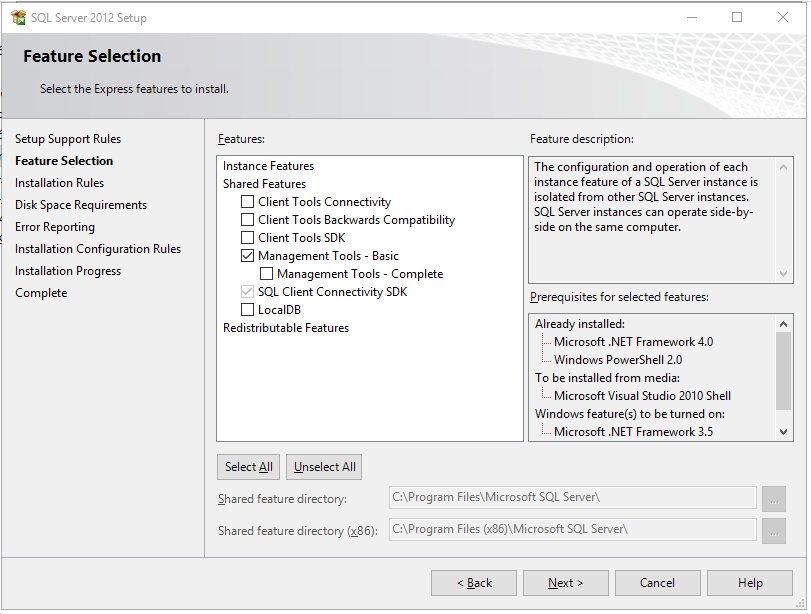 SQL Server 2012 Setup
Feature Selection
Select the Express features to install.
Setup Support Rules
Feature Selection
Installation Rules
Disk Space Requirements
Error Reporting
Installation Configuration Rules
Installation Progress
Complete
Features:
Instance Features
Shared Features
Client Tools Connectivity
Client Tools Backwards Compatibility
Client Tools SDK
Management Tools - Basic
Management Tools - Complete
SQL Client Connectivity SDK
LocalDB
Redistributable Features
Feature description:
The configuration and operation of each
instance feature of a SQL Server instance is
isolated from other SQL Server instances.
SQL Server instances can operate side-by-
side on the same computer.
Prerequisites for selected features:
Already installed:
Microsoft .NET Framework 4.0
Windows PowerShell 2.0
To be installed from media:
Microsoft Visual Studio 2010 Shell
Windows feature(s) to be turned on:
Microsoft .NET Framework 3.5
Select All
Unselect All
Shared feature directory:
C:\Program Files\Microsoft SQL Server\
...
Shared feature directory (x86):
C:\Program Files (x86)\Microsoft SQL Server\
...
< Back
Next >
Cancel
Help